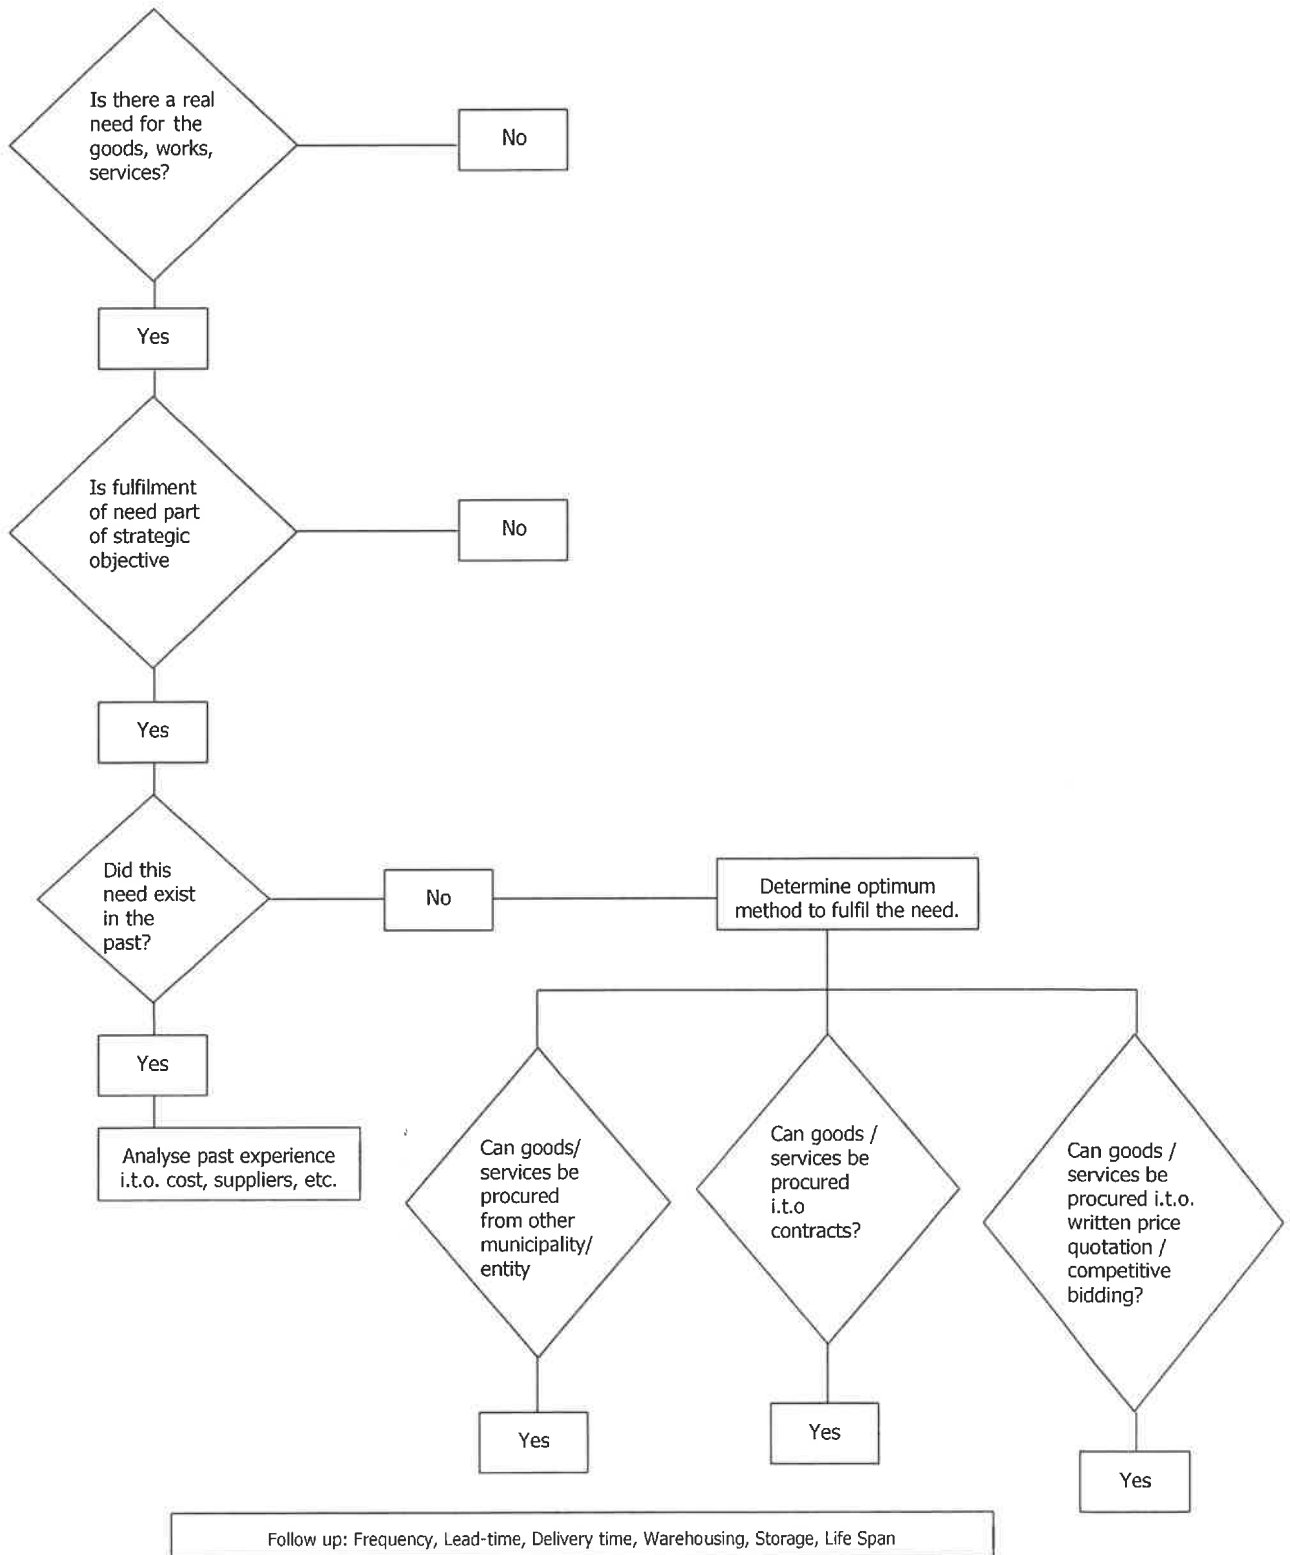 Is there a real
need for the
goods, works,
services?
No
Yes
Is fulfilment
of need part
of strategic
objective
No
Yes
Did this
need exist
in the
past?
No
Determine optimum
method to fulfil the need.
Yes
Analyse past experience
i.t.o. cost, suppliers, etc.
Can goods/
services be
procured
from other
municipality/
entity
Can goods /
services be
procured
i.t.o
contracts?
Can goods /
services be
procured i.t.o.
written price
quotation /
competitive
bidding?
Yes
Yes
Yes
Follow up: Frequency, Lead-time, Delivery time, Warehousing, Storage, Life Span